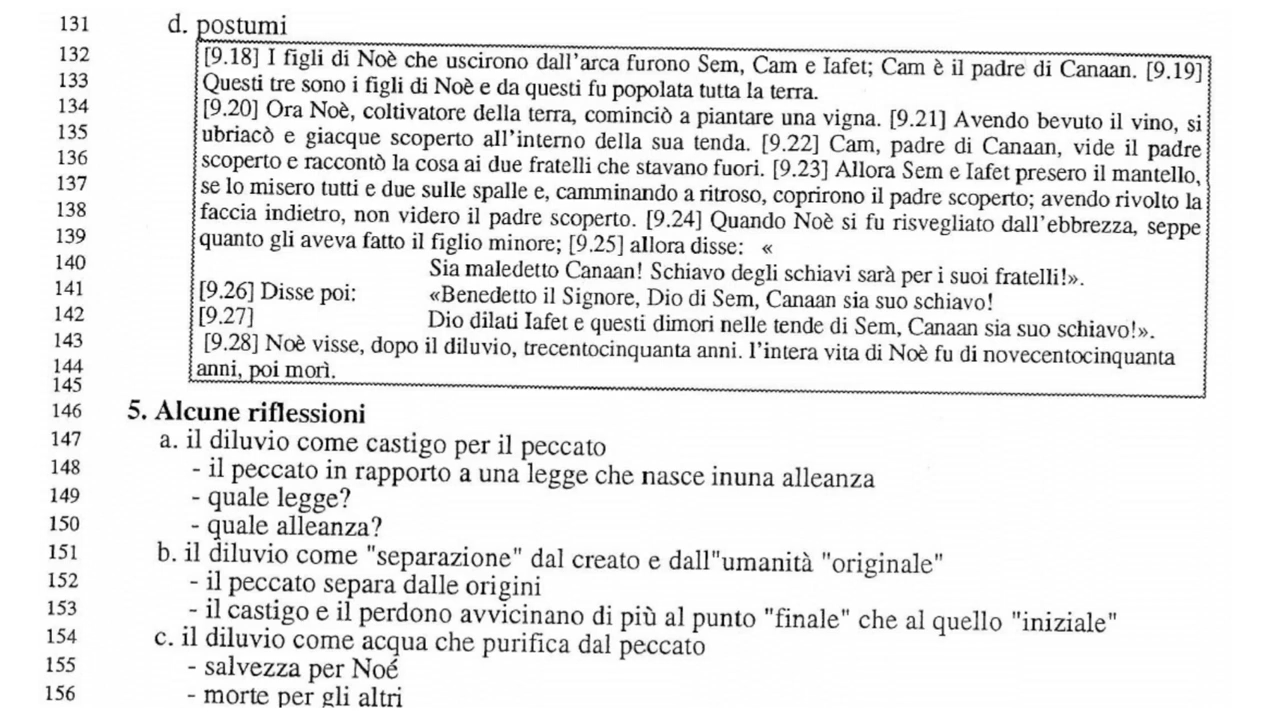 131 d. postumi
132 [9.18] I figli di Noè che uscirono dall'arca furono Sem, Cam e Iafet; Cam è il padre di Canaan. [9.19]
133 Questi tre sono i figli di Noè e da questi fu popolata tutta la terra.
134 [9.20] Ora Noè, coltivatore della terra, cominciò a piantare una vigna. [9.21] Avendo bevuto il vino, si
135 ubriacò e giacque scoperto all'interno della sua tenda. [9.22] Cam, padre di Canaan, vide il padre
136 scoperto e raccontò la cosa ai due fratelli che stavano fuori. [9.23] Allora Sem e Iafet presero il mantello,
137 se lo misero tutti e due sulle spalle e, camminando a ritroso, coprirono il padre scoperto; avendo rivolto la
138 faccia indietro, non videro il padre scoperto. [9.24] Quando Noè si fu risvegliato dall'ebbrezza, seppe
139 quanto gli aveva fatto il figlio minore; [9.25] allora disse: «
140 Sia maledetto Canaan! Schiavo degli schiavi sarà per i suoi fratelli!».
141 [9.26] Disse poi: «Benedetto il Signore, Dio di Sem, Canaan sia suo schiavo!
142 [9.27] Dio dilati Iafet e questi dimori nelle tende di Sem, Canaan sia suo schiavo!».
143 [9.28] Noè visse, dopo il diluvio, trecentocinquanta anni. l'intera vita di Noè fu di novecentocinquanta
144 anni, poi morì.
145
146 5. Alcune riflessioni
147 a. il diluvio come castigo per il peccato
148 - il peccato in rapporto a una legge che nasce inuna alleanza
149 - quale legge?
150 - quale alleanza?
151 b. il diluvio come "separazione" dal creato e dall"umanità "originale"
152 - il peccato separa dalle origini
153 - il castigo e il perdono avvicinano di più al punto "finale" che al quello "iniziale"
154 c. il diluvio come acqua che purifica dal peccato
155 - salvezza per Noé
156 - morte per gli altri